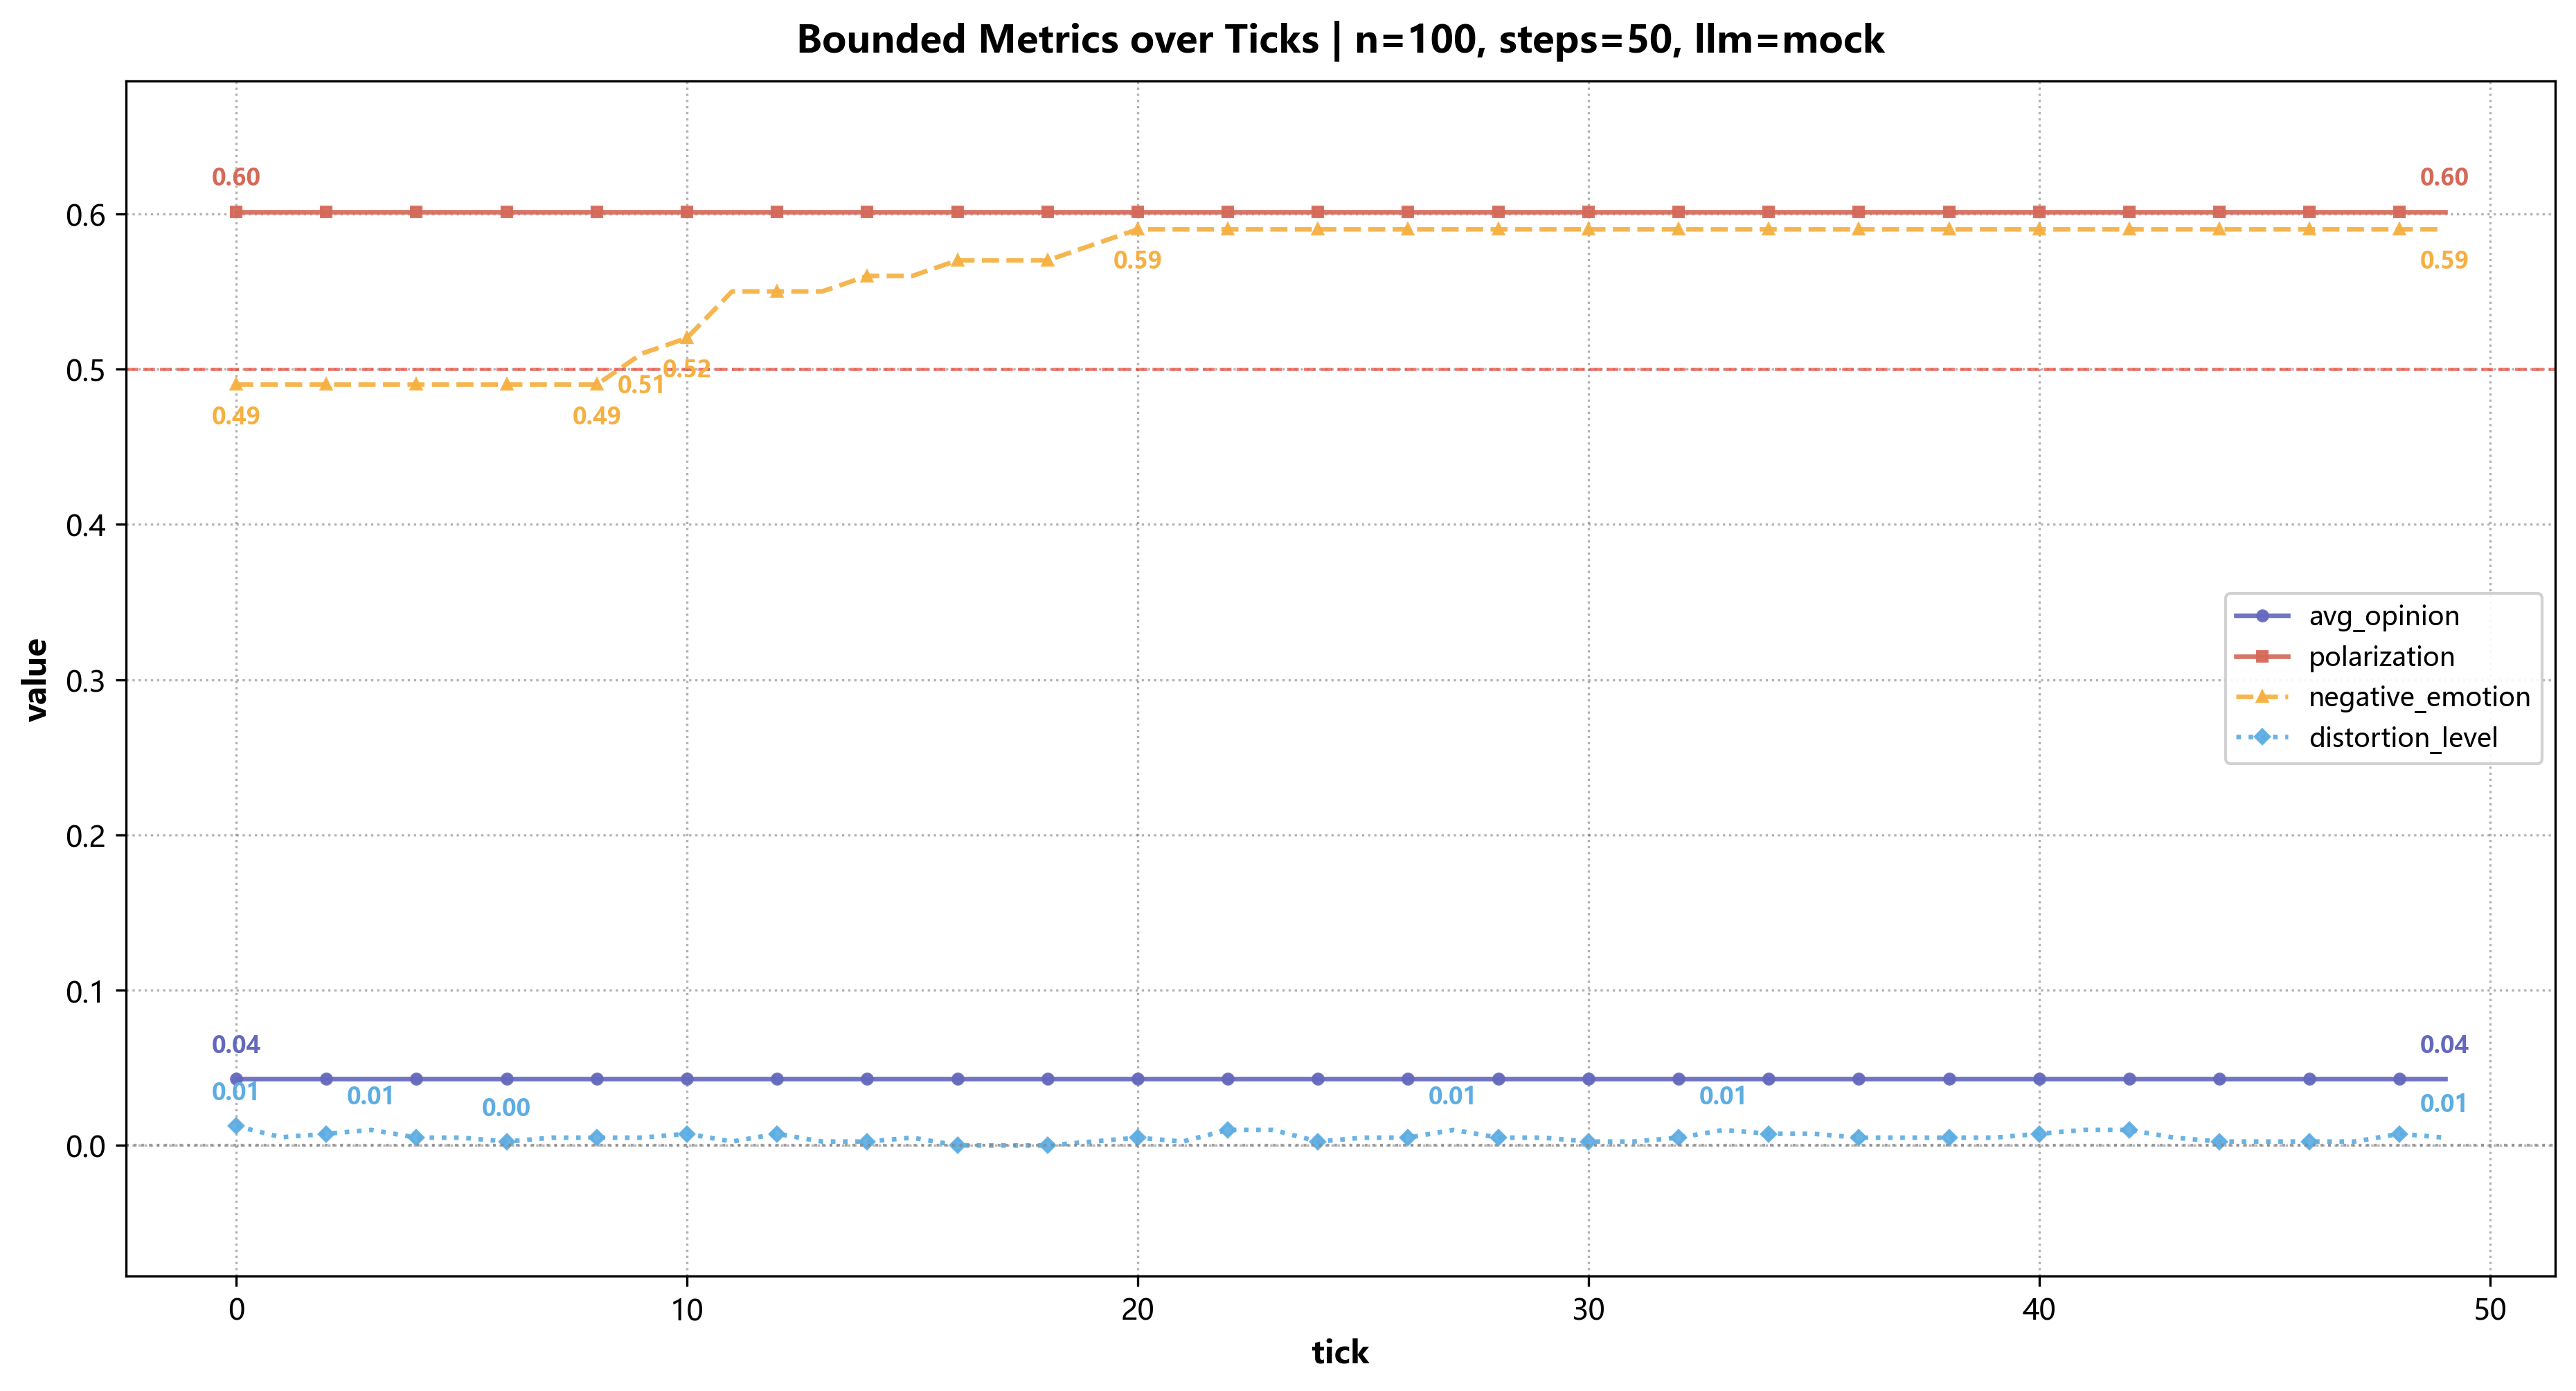 Bounded Metrics over Ticks | n=100, steps=50, llm=mock
0.60 0.60
0.6
0.59 0.59
0.52
0.5
0.51
0.49 0.49
0.4
0.3
0.2
0.1
0.04 0.04
0.01 0.01 0.00 0.01 0.01 0.01
0.0
value
avg_opinion
polarization
negative_emotion
distortion_level
0 10 20 30 40 50
tick